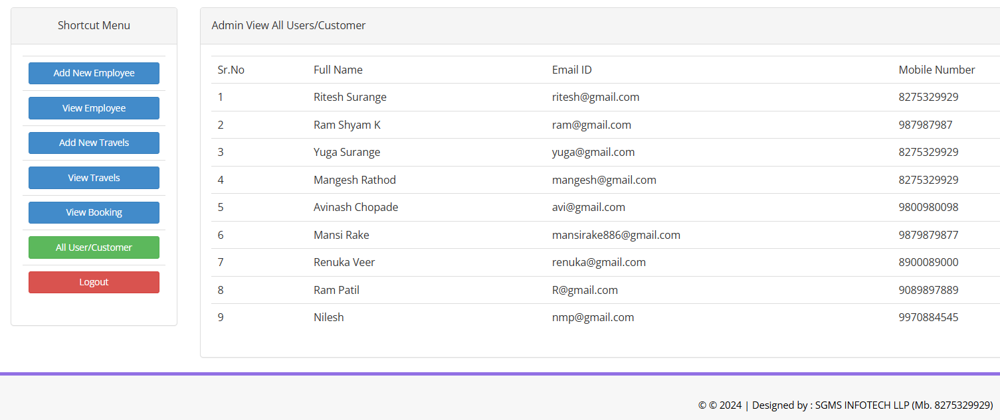 Shortcut Menu
Add New Employee
View Employee
Add New Travels
View Travels
View Booking
All User/Customer
Logout
Admin View All Users/Customer
Sr.No Full Name Email ID Mobile Number
1 Ritesh Surange ritesh@gmail.com 8275329929
2 Ram Shyam K ram@gmail.com 987987987
3 Yuga Surange yuga@gmail.com 8275329929
4 Mangesh Rathod mangesh@gmail.com 8275329929
5 Avinash Chopade avi@gmail.com 9800980098
6 Mansi Rake mansirake886@gmail.com 9879879877
7 Renuka Veer renuka@gmail.com 8900089000
8 Ram Patil R@gmail.com 9089897889
9 Nilesh nmp@gmail.com 9970884545
© © 2024 | Designed by : SGMS INFOTECH LLP (Mb. 8275329929)